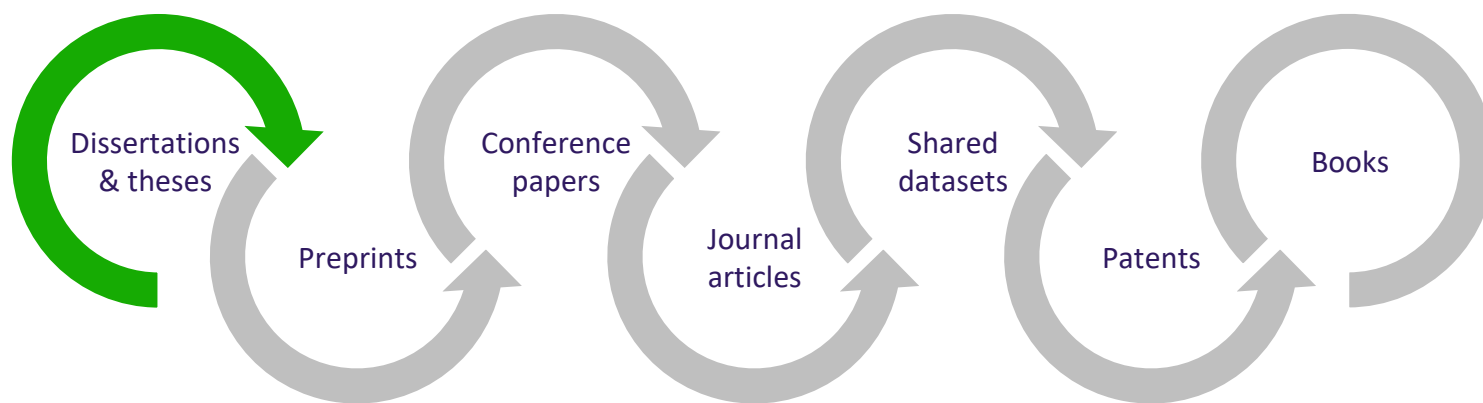 Dissertations
& theses
Preprints
Conference
papers
Journal
articles
Shared
datasets
Patents
Books